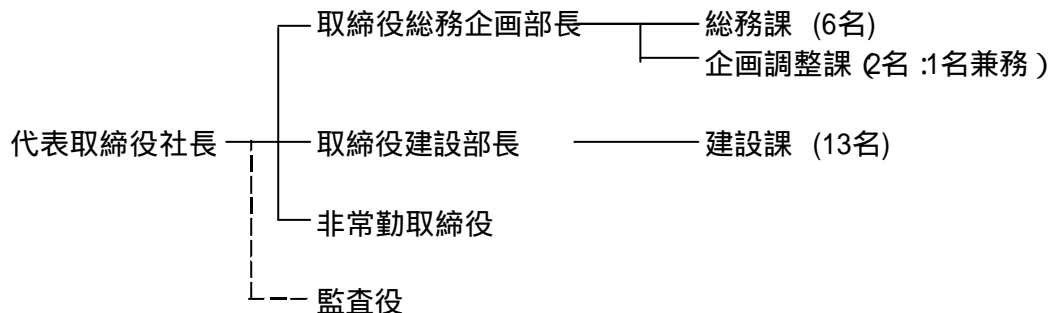 取締役総務企画部長 総務課 (6名)
企画調整課 (2名:1名兼務)
代表取締役社長 取締役建設部長 建設課 (13名)
非常勤取締役
監査役